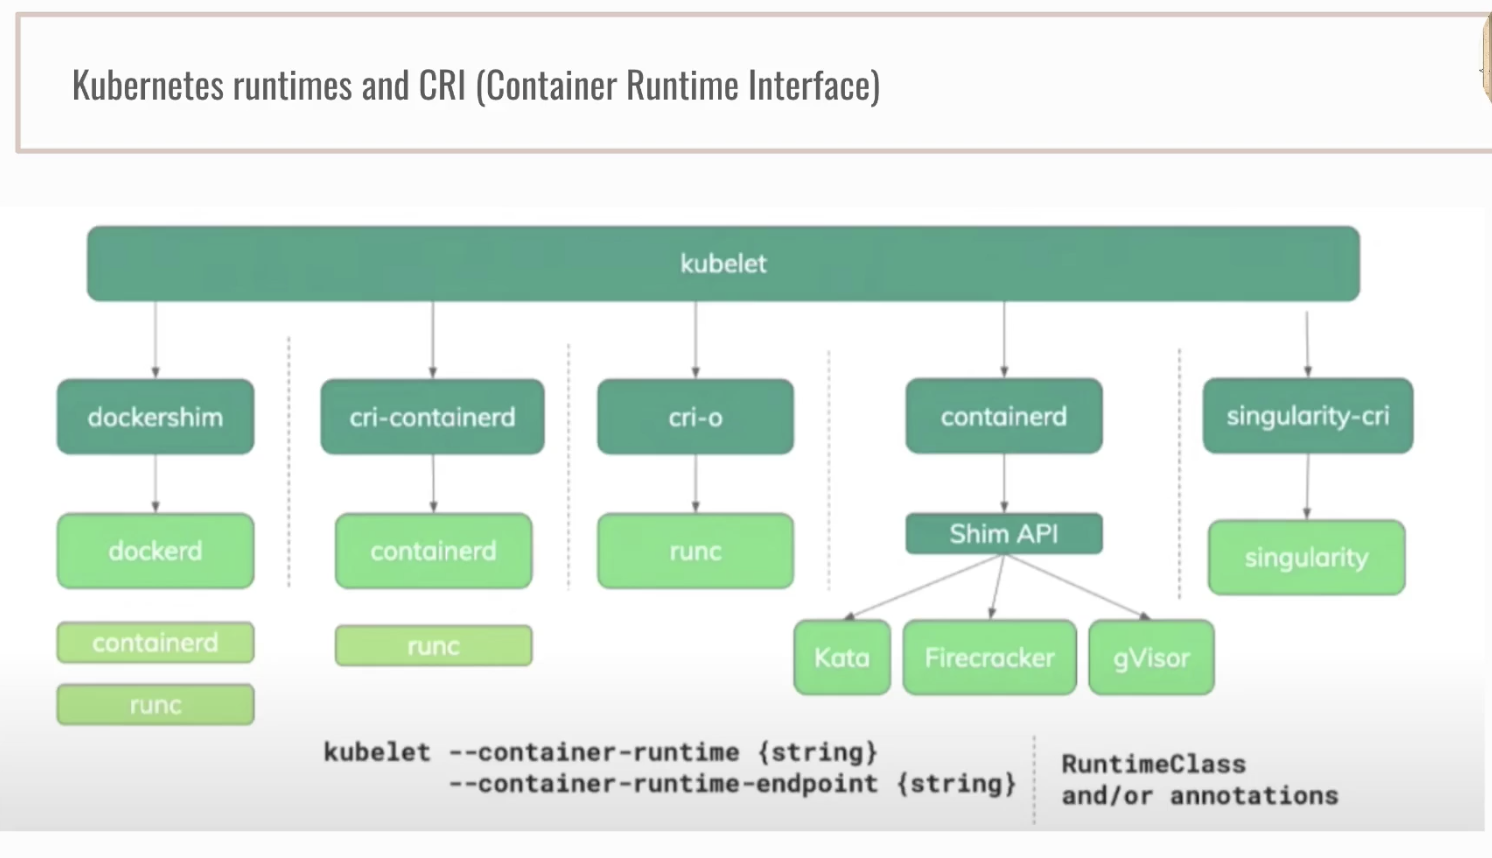 Kubernetes runtimes and CRI (Container Runtime Interface)
kubelet
dockershim
cri-containerd
cri-o
containerd
singularity-cri
dockerd
containerd
runc
Shim API
singularity
containerd
runc
Kata
Firecracker
gVisor
runc
kubelet --container-runtime {string}
--container-runtime-endpoint {string}
RuntimeClass
and/or annotations